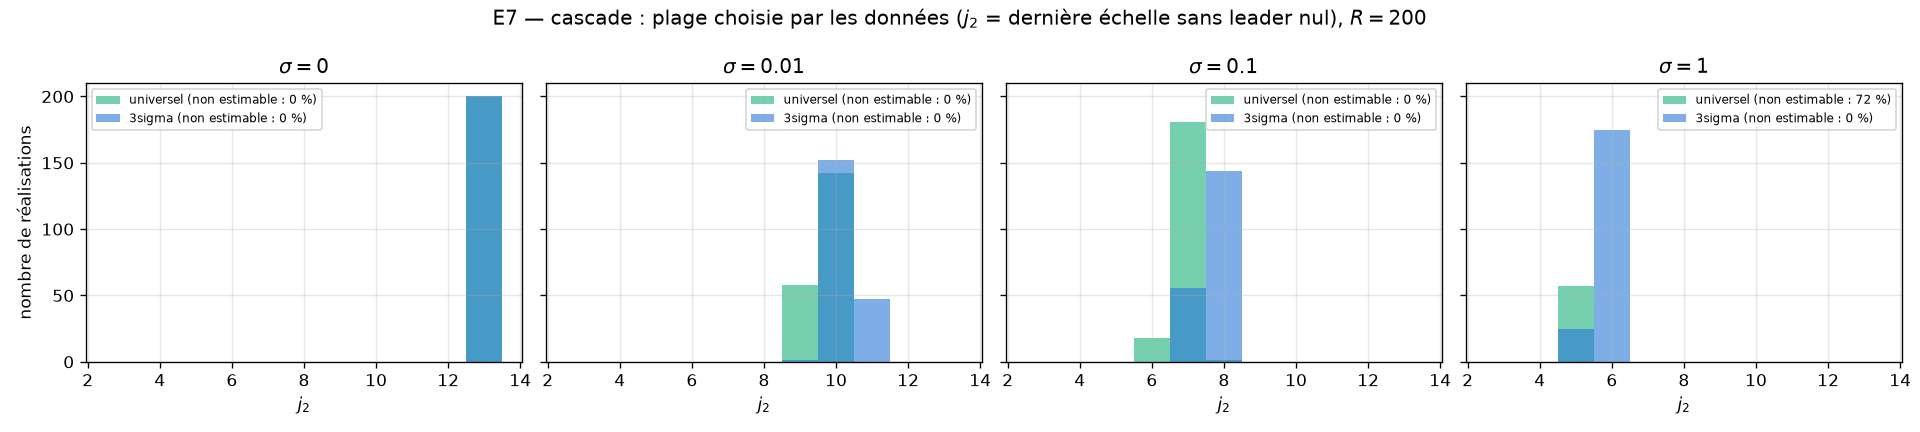 E7 — cascade : plage choisie par les données (j₂ = dernière échelle sans leader nul), R = 200
σ = 0
σ = 0.01
σ = 0.1
σ = 1
universel (non estimable : 0 %)
3sigma (non estimable : 0 %)
universel (non estimable : 0 %)
3sigma (non estimable : 0 %)
universel (non estimable : 0 %)
3sigma (non estimable : 0 %)
universel (non estimable : 72 %)
3sigma (non estimable : 0 %)
nombre de réalisations
200
150
100
50
0
2 4 6 8 10 12 14
2 4 6 8 10 12 14
2 4 6 8 10 12 14
2 4 6 8 10 12 14
j₂
j₂
j₂
j₂